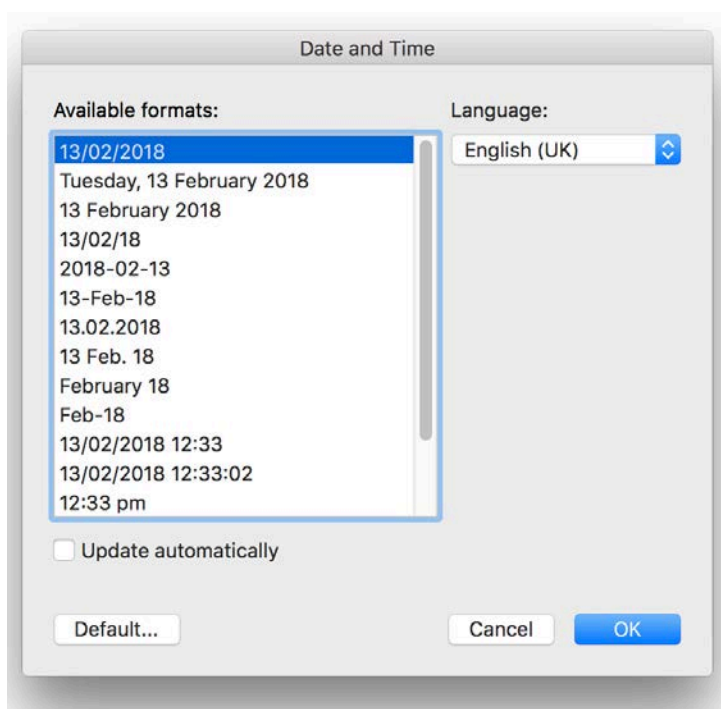 Date and Time
Available formats:
Language:
13/02/2018
English (UK)
Tuesday, 13 February 2018
13 February 2018
13/02/18
2018-02-13
13-Feb-18
13.02.2018
13 Feb. 18
February 18
Feb-18
13/02/2018 12:33
13/02/2018 12:33:02
12:33 pm
Update automatically
Default...
Cancel
OK